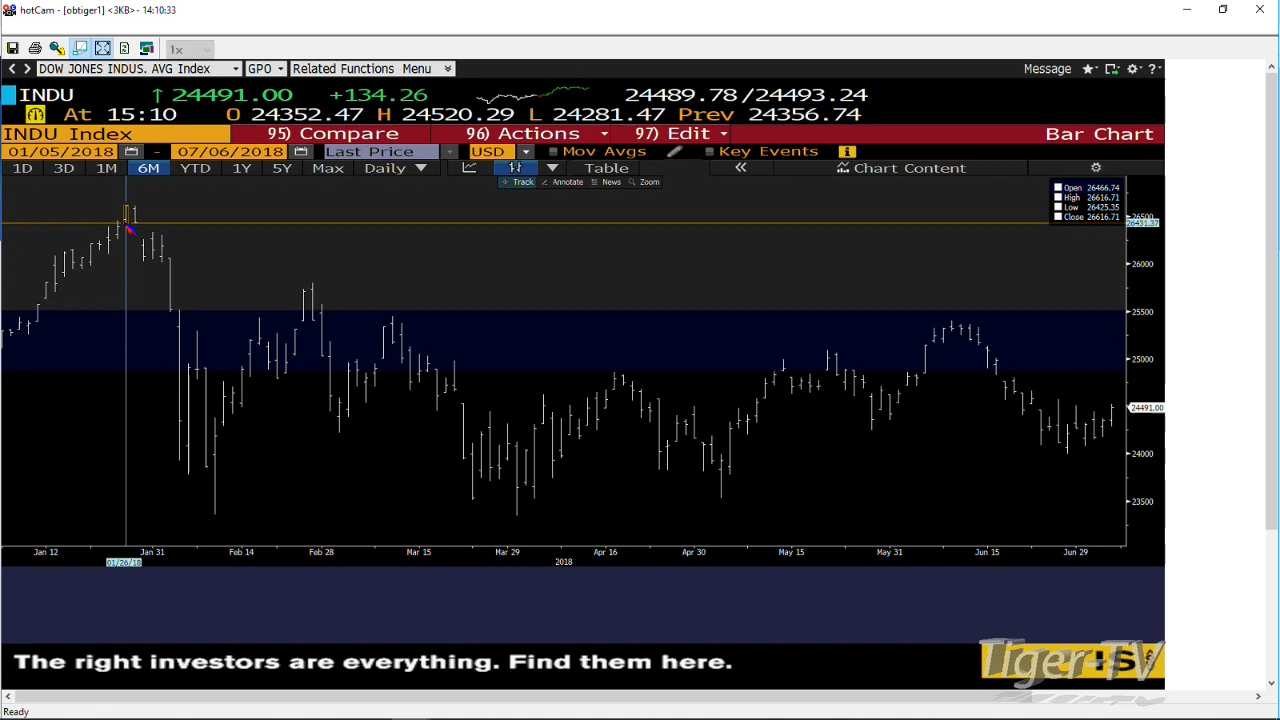 hotCam - [obtiger1] <3KB> - 14:10:33
1x
DOW JONES INDUS. AVG Index GPO Related Functions Menu Message ?
INDU ↑ 24491.00 +134.26 24489.78/24493.24
At 15:10 O 24352.47 H 24520.29 L 24281.47 Prev 24356.74
INDU Index 95) Compare 96) Actions 97) Edit Bar Chart
01/05/2018 - 07/06/2018 Last Price USD Mov Avgs Key Events
1D 3D 1M 6M YTD 1Y 5Y Max Daily Table « Chart Content
Track Annotate News Zoom
Open 26466.74
High 26616.71
Low 26425.35
Close 26616.71
26500
26431.37
26000
25500
25000
24491.00
24000
23500
Jan 12 Jan 31 Feb 14 Feb 28 Mar 15 Mar 29 Apr 16 Apr 30 May 15 May 31 Jun 15 Jun 29
01/26/18 2018
The right investors are everything. Find them here.
Tiger-TV
Ready